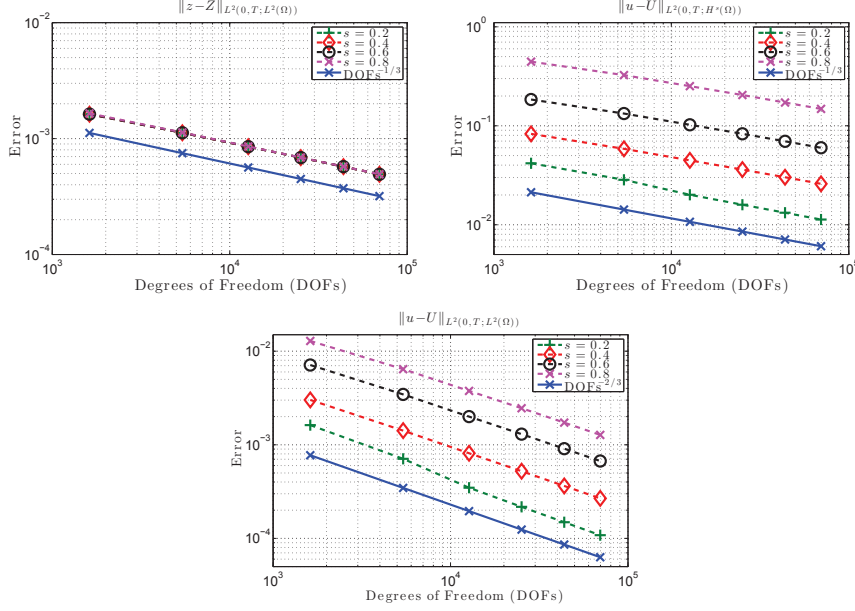 ‖z−Z‖L²(0,T;L²(Ω))
10⁻²
10⁻³
10⁻⁴
Error
s = 0.2
s = 0.4
s = 0.6
s = 0.8
DOFs⁻¹/³
10³
10⁴
10⁵
Degrees of Freedom (DOFs)
‖u−U‖L²(0,T;Hˢ(Ω))
10⁰
10⁻¹
10⁻²
Error
s = 0.2
s = 0.4
s = 0.6
s = 0.8
DOFs⁻¹/³
10³
10⁴
10⁵
Degrees of Freedom (DOFs)
‖u−U‖L²(0,T;L²(Ω))
10⁻²
10⁻³
10⁻⁴
Error
s = 0.2
s = 0.4
s = 0.6
s = 0.8
DOFs⁻²/³
10³
10⁴
10⁵
Degrees of Freedom (DOFs)